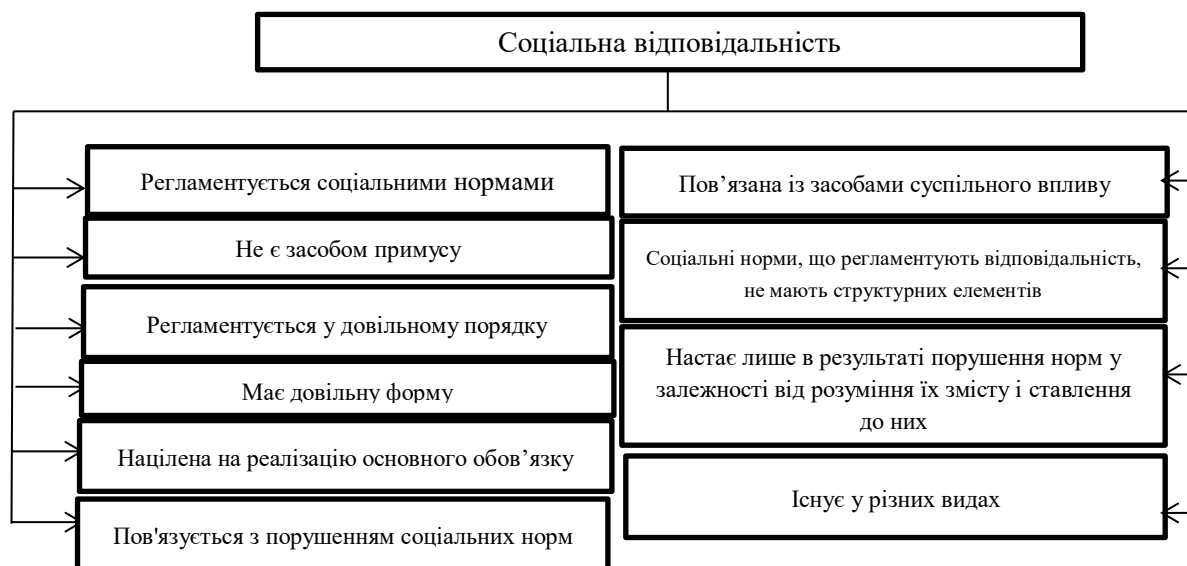 Соціальна відповідальність
Регламентується соціальними нормами
Не є засобом примусу
Регламентується у довільному порядку
Має довільну форму
Націлена на реалізацію основного обов’язку
Пов'язується з порушенням соціальних норм
Пов’язана із засобами суспільного впливу
Соціальні норми, що регламентують відповідальність,
не мають структурних елементів
Настає лише в результаті порушення норм у
залежності від розуміння їх змісту і ставлення
до них
Існує у різних видах